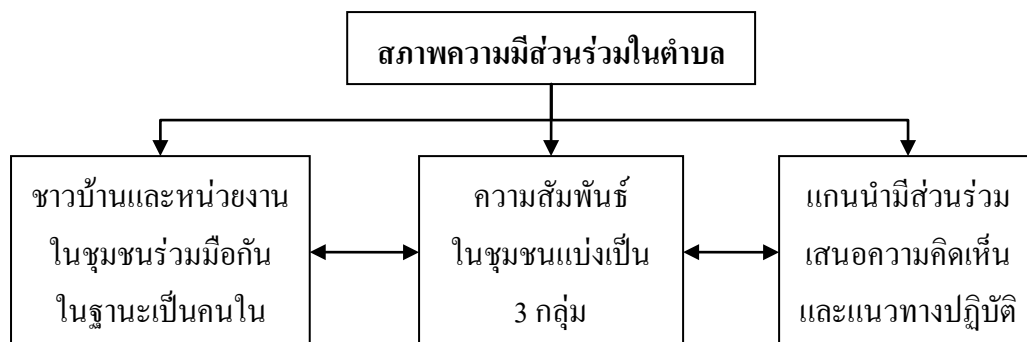 สภาพความมีส่วนร่วมในตำบล
ชาวบ้านและหน่วยงาน
ในชุมชนร่วมมือกัน
ในฐานะเป็นคนใน
ความสัมพันธ์
ในชุมชนแบ่งเป็น
3 กลุ่ม
แกนนำมีส่วนร่วม
เสนอความคิดเห็น
และแนวทางปฏิบัติ